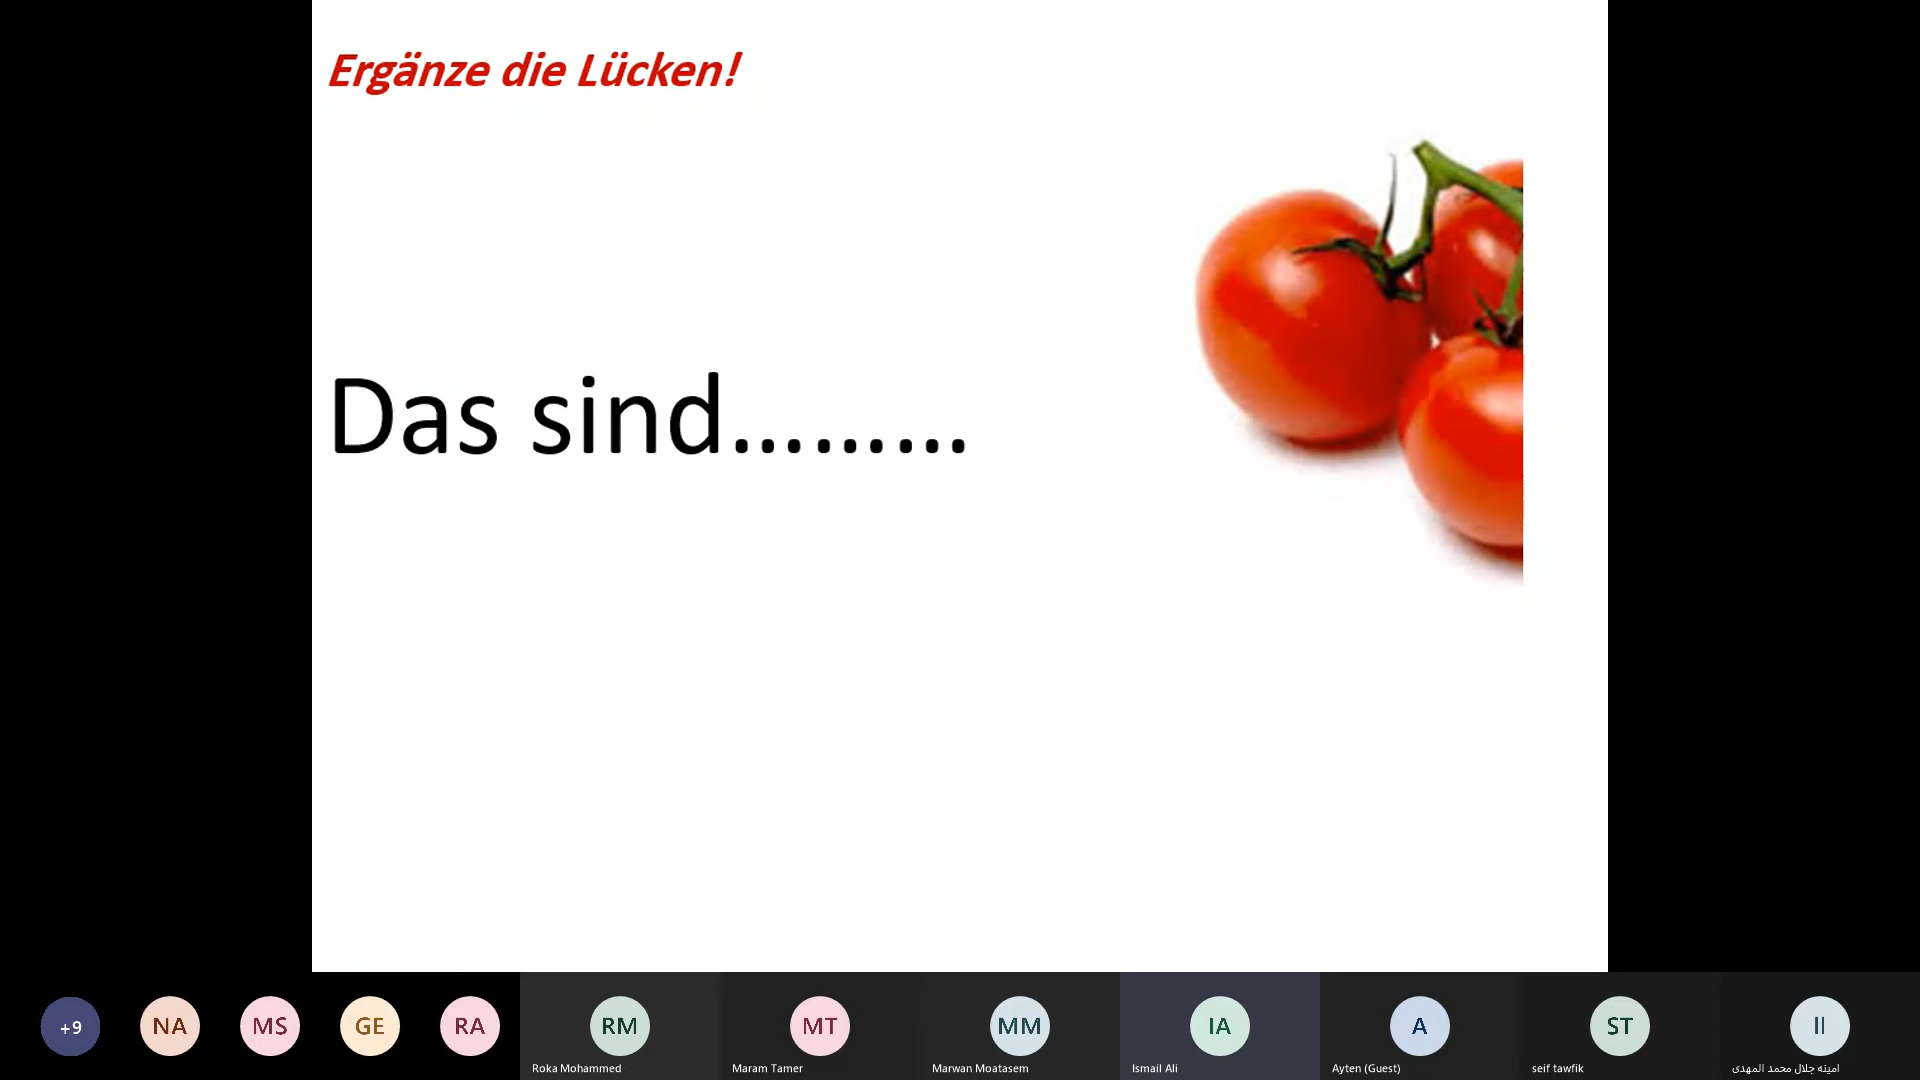 Ergänze die Lücken!
Das sind.........
+9
NA
MS
GE
RA
RM
MT
MM
IA
A
ST
اا
Roka Mohammed
Maram Tamer
Marwan Moatasem
Ismail Ali
Ayten (Guest)
seif tawfik
امينه جلال محمد المهدى